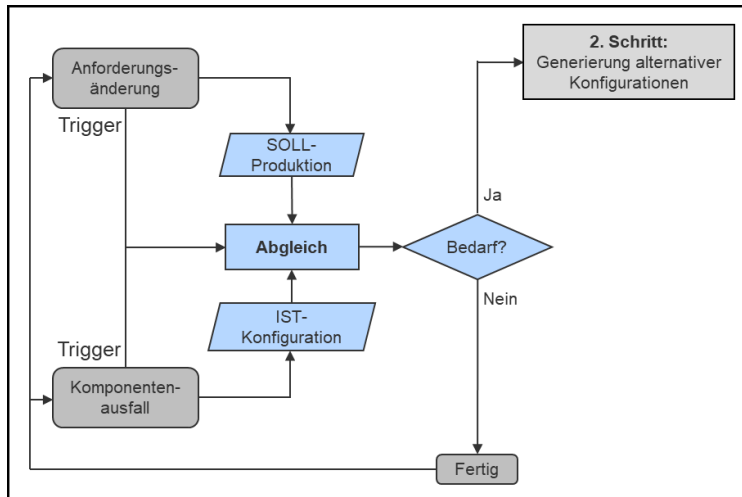 2. Schritt:
Generierung alternativer
Konfigurationen
Anforderungs-
änderung
Trigger
SOLL-
Produktion
Ja
Abgleich
Bedarf?
Nein
IST-
Konfiguration
Trigger
Komponenten-
ausfall
Fertig